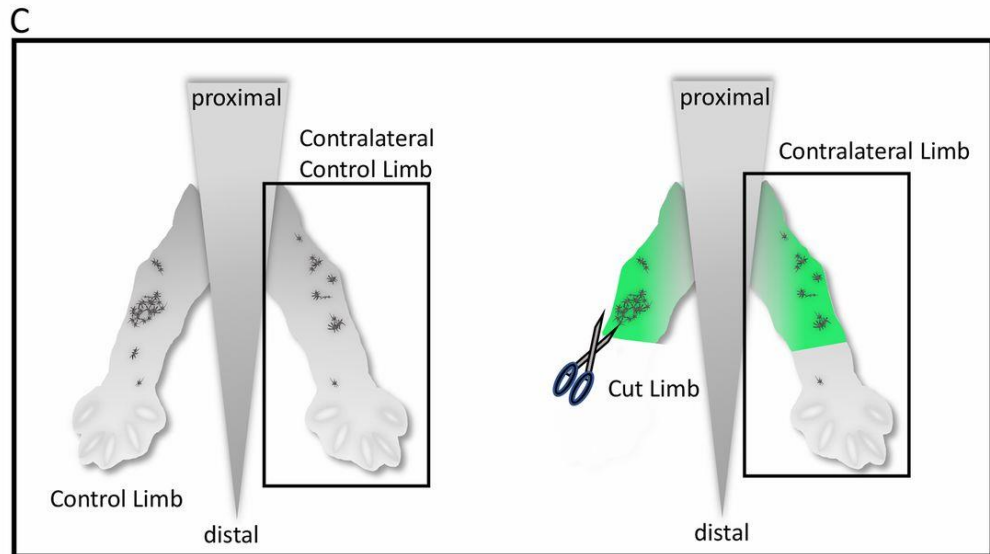 C
proximal
Contralateral
Control Limb
Control Limb
distal
proximal
Contralateral Limb
Cut Limb
distal